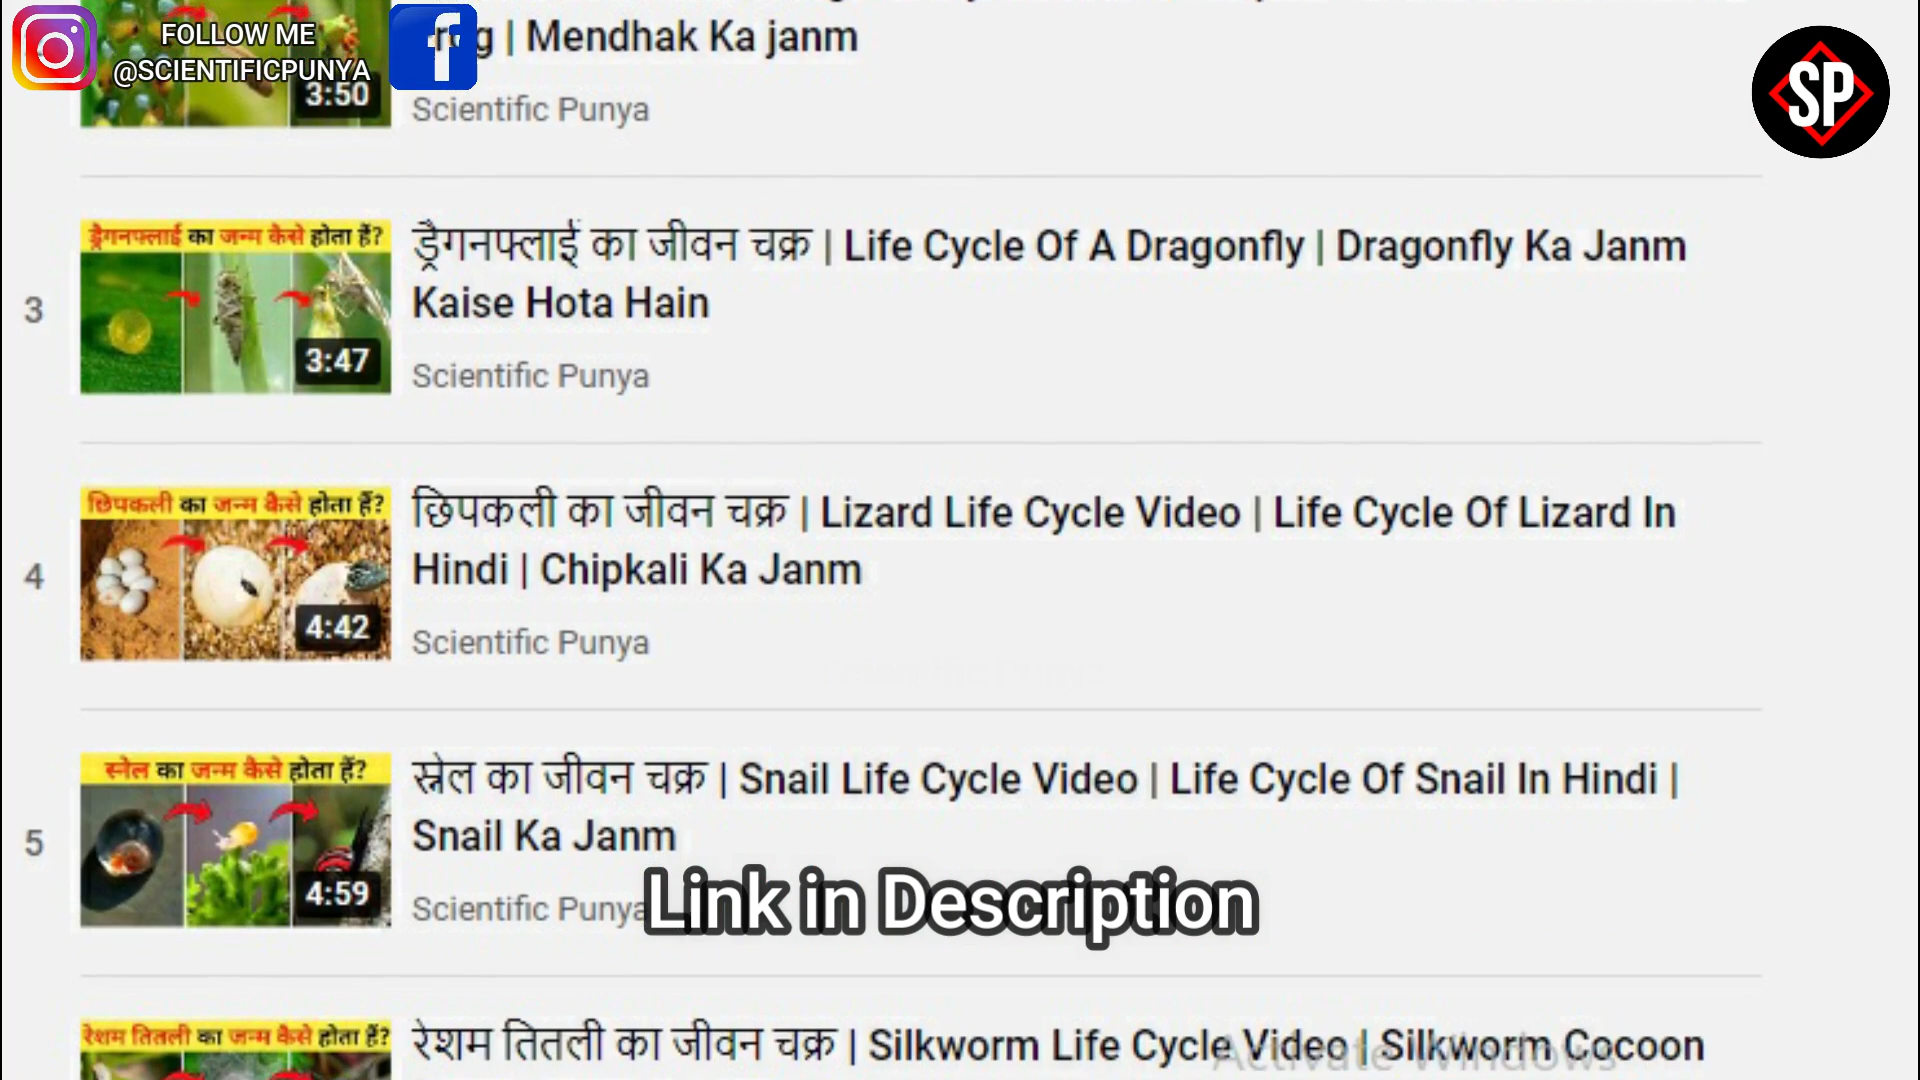 FOLLOW ME
@SCIENTIFICPUNYA
f
3:50
| Mendhak Ka janm
Scientific Punya
SP
3
ड्रैगनफ्लाई का जन्म कैसे होता हैं?
3:47
ड्रैगनफ्लाई का जीवन चक्र | Life Cycle Of A Dragonfly | Dragonfly Ka Janm
Kaise Hota Hain
Scientific Punya
4
छिपकली का जन्म कैसे होता हैं?
4:42
छिपकली का जीवन चक्र | Lizard Life Cycle Video | Life Cycle Of Lizard In
Hindi | Chipkali Ka Janm
Scientific Punya
5
स्नेल का जन्म कैसे होता हैं?
4:59
स्नेल का जीवन चक्र | Snail Life Cycle Video | Life Cycle Of Snail In Hindi |
Snail Ka Janm
Scientific Punya
Link in Description
रेशम तितली का जन्म कैसे होता हैं?
रेशम तितली का जीवन चक्र | Silkworm Life Cycle Video | Silkworm Cocoon
Activate Windows